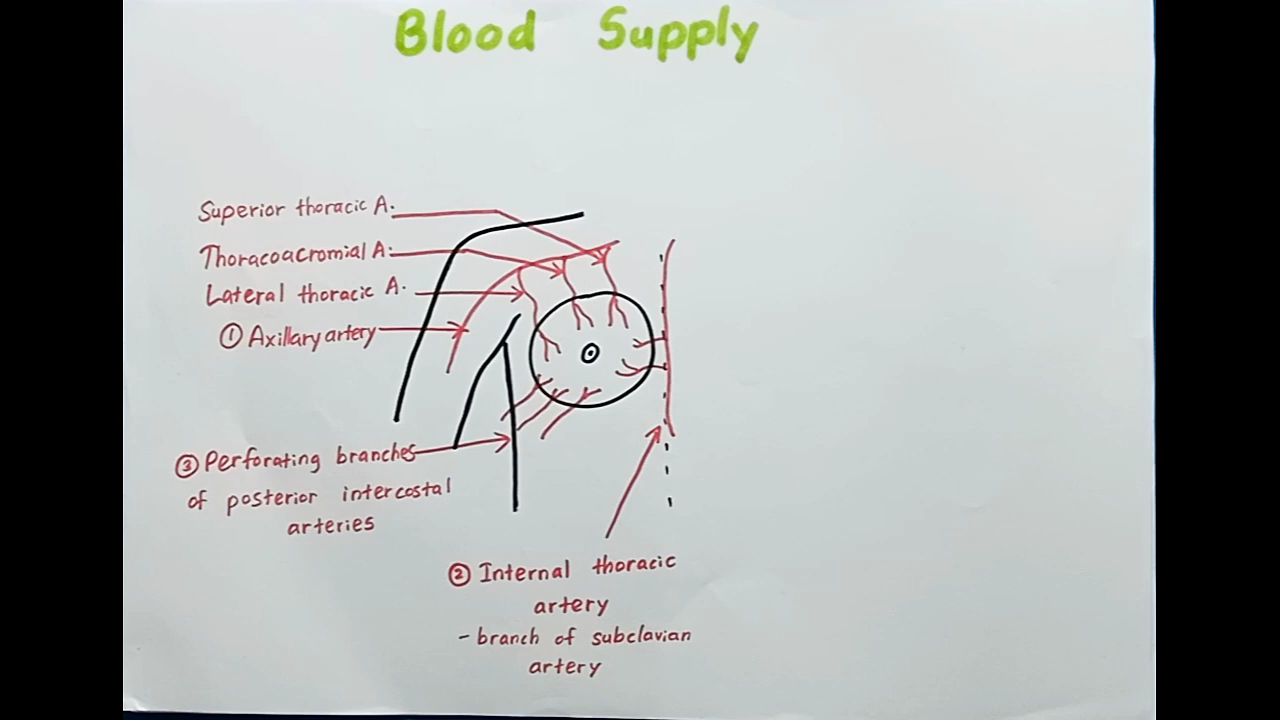 Blood Supply
Superior thoracic A.
Thoracoacromial A:
Lateral thoracic A.
① Axillary artery
③ Perforating branches
of posterior intercostal
arteries
② Internal thoracic
artery
- branch of subclavian
artery